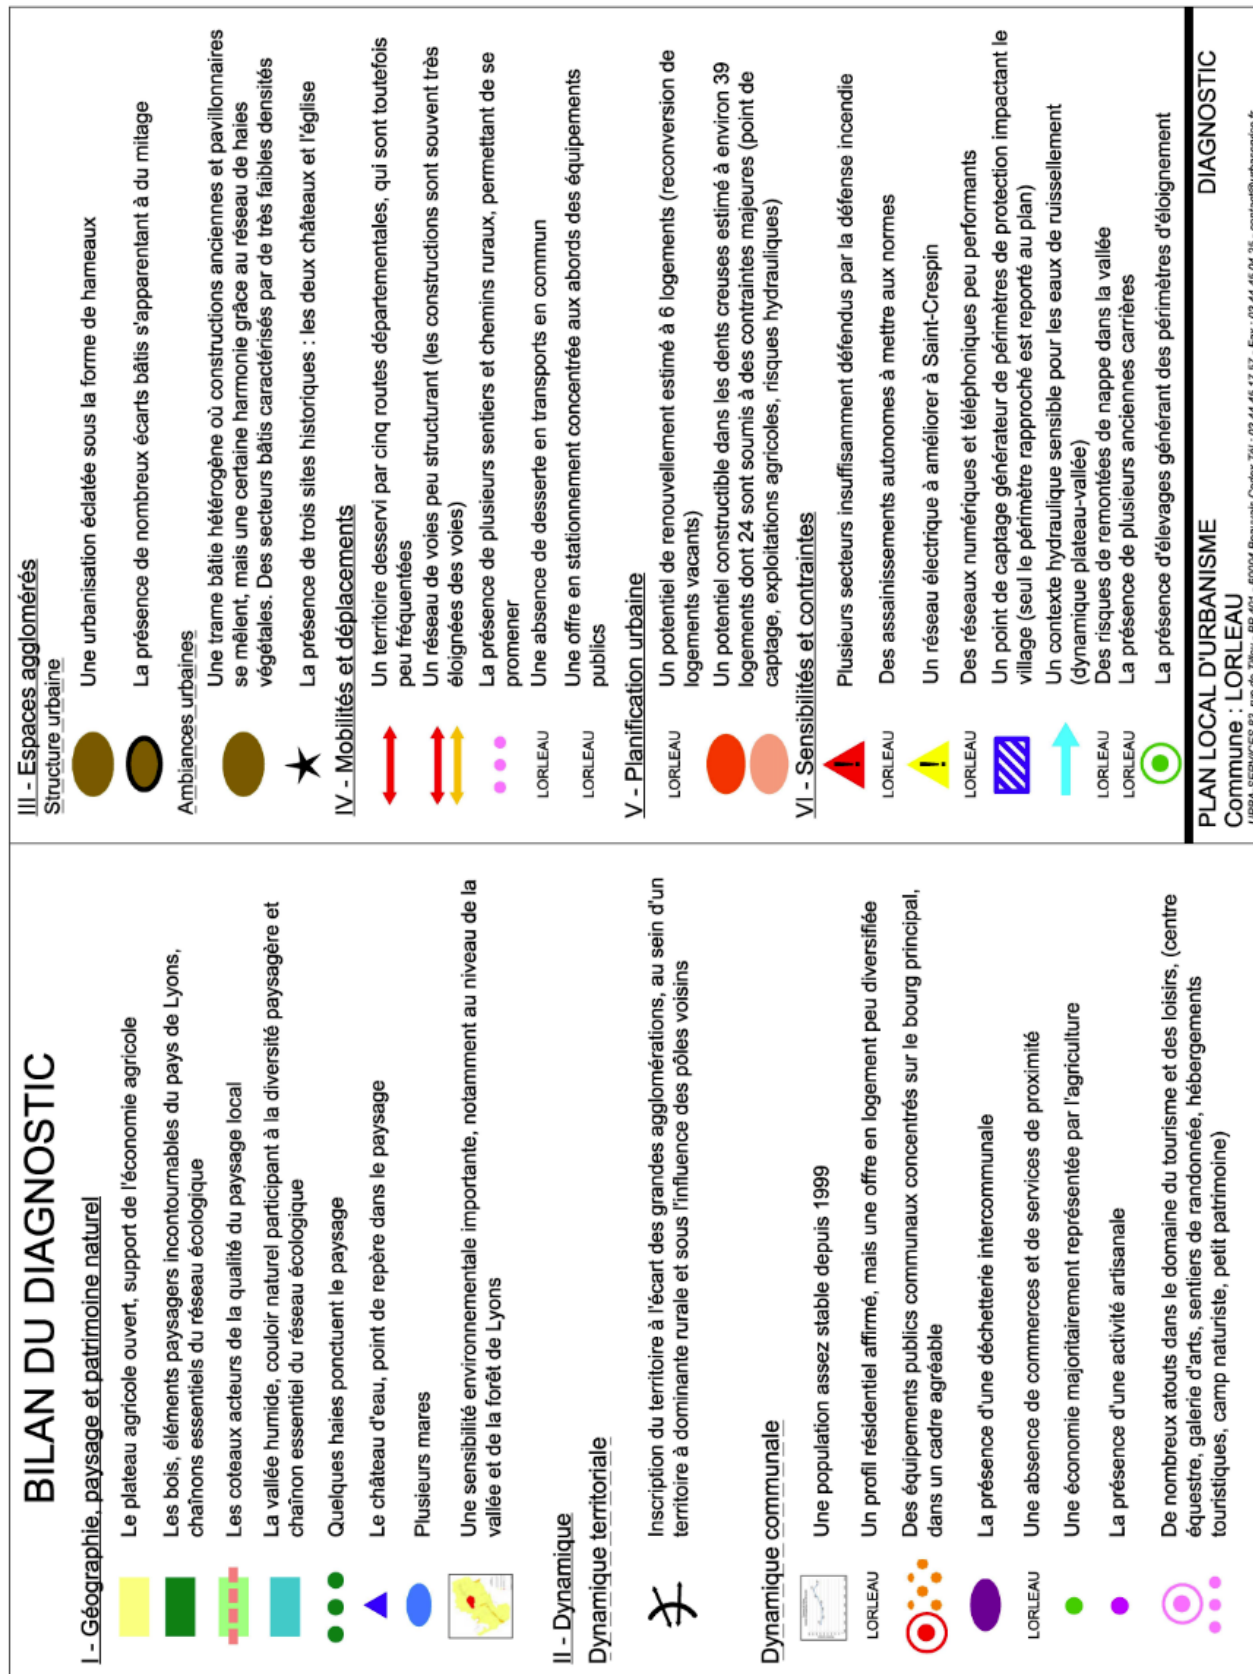 BILAN DU DIAGNOSTIC
I - Géographie, paysage et patrimoine naturel
Le plateau agricole ouvert, support de l'économie agricole
Les bois, éléments paysagers incontournables du pays de Lyons,
chaînons essentiels du réseau écologique
Les coteaux acteurs de la qualité du paysage local
La vallée humide, couloir naturel participant à la diversité paysagère et
chaînon essentiel du réseau écologique
Quelques haies ponctuent le paysage
Le château d'eau, point de repère dans le paysage
Plusieurs mares
Une sensibilité environnementale importante, notamment au niveau de la
vallée et de la forêt de Lyons
II - Dynamique
Dynamique territoriale
Inscription du territoire à l'écart des grandes agglomérations, au sein d'un
territoire à dominante rurale et sous l'influence des pôles voisins
Dynamique communale
Une population assez stable depuis 1999
LORLEAU Un profil résidentiel affirmé, mais une offre en logement peu diversifiée
Des équipements publics communaux concentrés sur le bourg principal,
dans un cadre agréable
La présence d'une déchetterie intercommunale
LORLEAU Une absence de commerces et de services de proximité
Une économie majoritairement représentée par l'agriculture
La présence d'une activité artisanale
De nombreux atouts dans le domaine du tourisme et des loisirs, (centre
équestre, galerie d'arts, sentiers de randonnée, hébergements
touristiques, camp naturiste, petit patrimoine)
III - Espaces agglomérés
Structure urbaine
Une urbanisation éclatée sous la forme de hameaux
La présence de nombreux écarts bâtis s'apparentant à du mitage
Ambiances urbaines
Une trame bâtie hétérogène où constructions anciennes et pavillonnaires
se mêlent, mais une certaine harmonie grâce au réseau de haies
végétales. Des secteurs bâtis caractérisés par de très faibles densités
La présence de trois sites historiques : les deux châteaux et l'église
IV - Mobilités et déplacements
Un territoire desservi par cinq routes départementales, qui sont toutefois
peu fréquentées
Un réseau de voies peu structurant (les constructions sont souvent très
éloignées des voies)
La présence de plusieurs sentiers et chemins ruraux, permettant de se
promener
LORLEAU Une absence de desserte en transports en commun
LORLEAU Une offre en stationnement concentrée aux abords des équipements
publics
V - Planification urbaine
LORLEAU Un potentiel de renouvellement estimé à 6 logements (reconversion de
logements vacants)
Un potentiel constructible dans les dents creuses estimé à environ 39
logements dont 24 sont soumis à des contraintes majeures (point de
captage, exploitations agricoles, risques hydrauliques)
VI - Sensibilités et contraintes
Plusieurs secteurs insuffisamment défendus par la défense incendie
LORLEAU Des assainissements autonomes à mettre aux normes
Un réseau électrique à améliorer à Saint-Crespin
LORLEAU Des réseaux numériques et téléphoniques peu performants
Un point de captage générateur de périmètres de protection impactant le
village (seul le périmètre rapproché est reporté au plan)
Un contexte hydraulique sensible pour les eaux de ruissellement
(dynamique plateau-vallée)
LORLEAU Des risques de remontées de nappe dans la vallée
LORLEAU La présence de plusieurs anciennes carrières
La présence d'élevages générant des périmètres d'éloignement
PLAN LOCAL D'URBANISME DIAGNOSTIC
Commune : LORLEAU